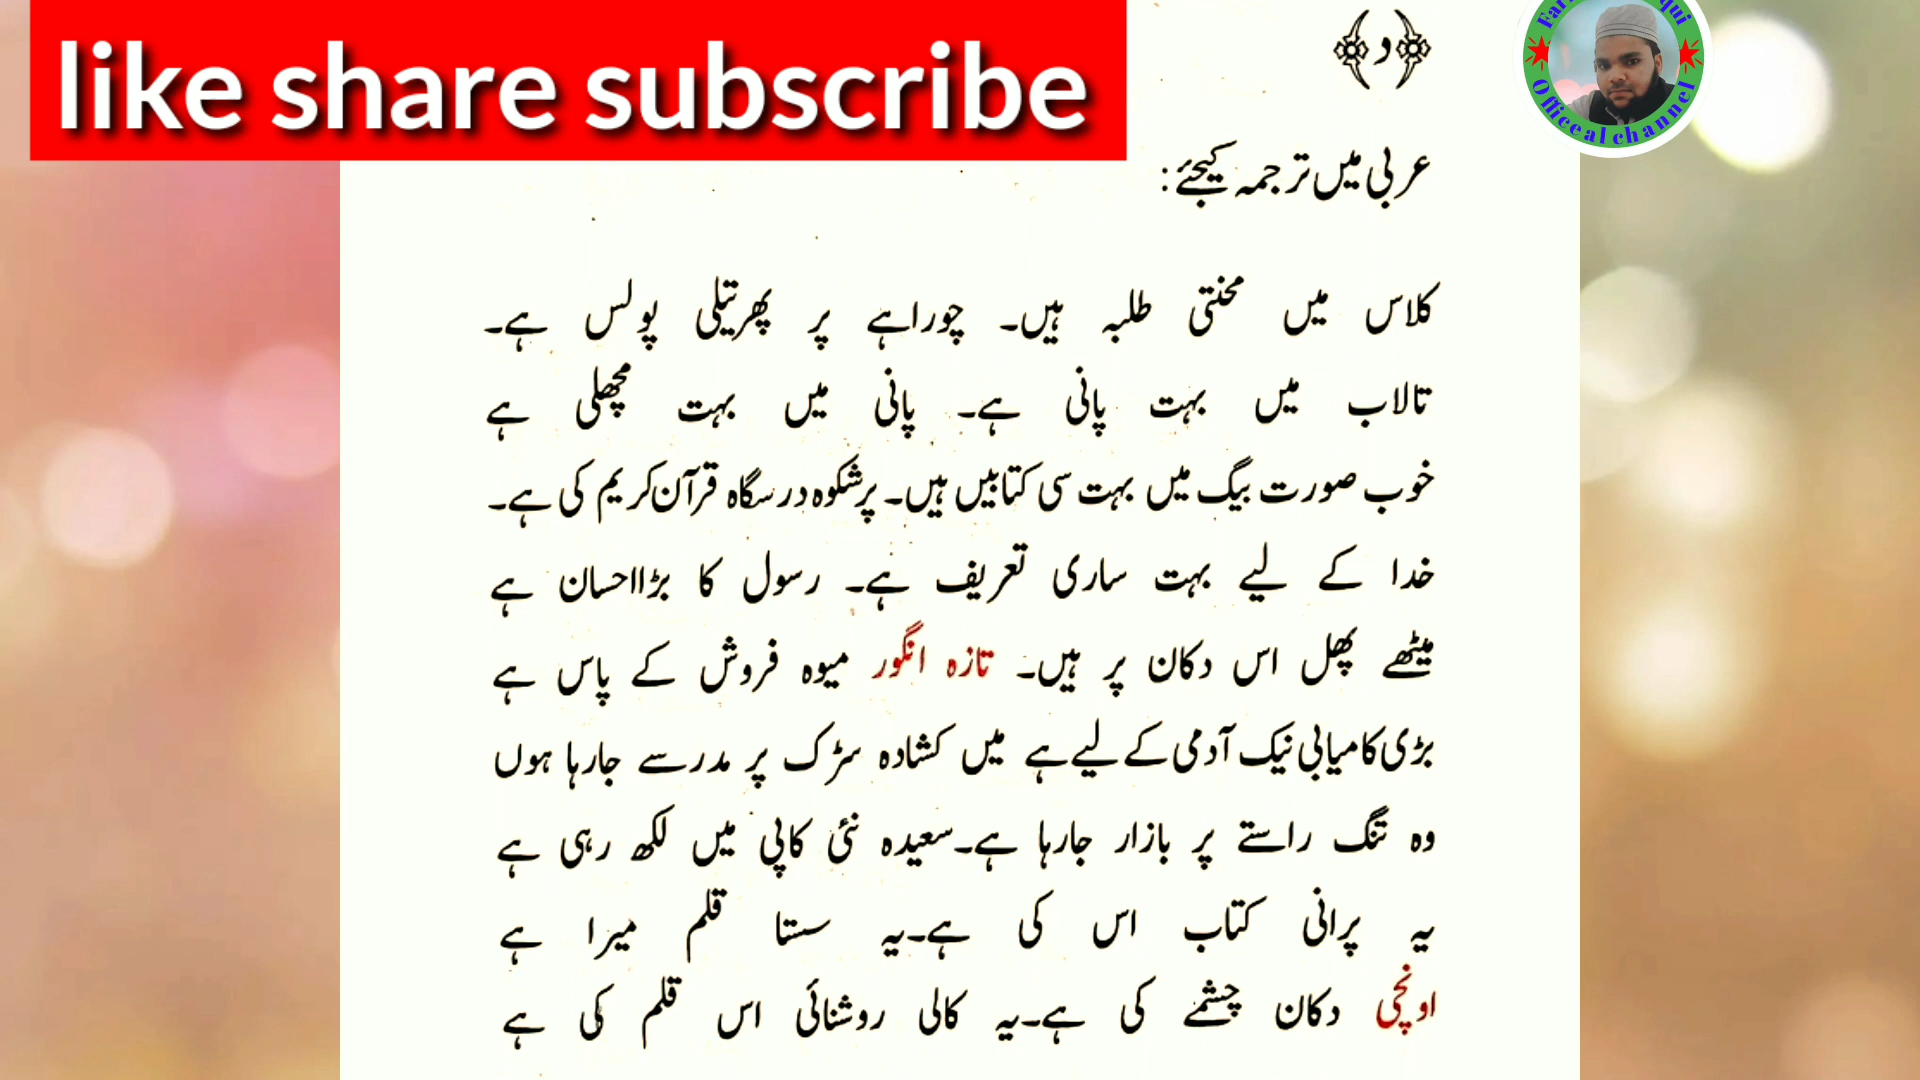 like share subscribe
﴿د﴾
Officeal channel
عربی میں ترجمہ کیجئے:
کلاس میں محنتی طلبہ ہیں۔ چوراہے پر پھرتیلی پولس ہے۔
تالاب میں بہت پانی ہے۔ پانی میں بہت مچھلی ہے
خوب صورت بیگ میں بہت سی کتابیں ہیں۔ پرشکوہ درسگاہ قرآن کریم کی ہے۔
خدا کے لیے بہت ساری تعریف ہے۔ رسول کا بڑااحسان ہے
میٹھے پھل اس دکان پر ہیں۔ تازہ انگور میوہ فروش کے پاس ہے
بڑی کامیابی نیک آدمی کے لیے ہے میں کشادہ سڑک پر مدرسے جارہا ہوں
وہ تنگ راستے پر بازار جارہا ہے۔سعیدہ نئی کاپی میں لکھ رہی ہے
یہ پرانی کتاب اس کی ہے۔یہ سستا قلم میرا ہے
اونچی دکان چشمے کی ہے۔یہ کالی روشنائی اس قلم کی ہے